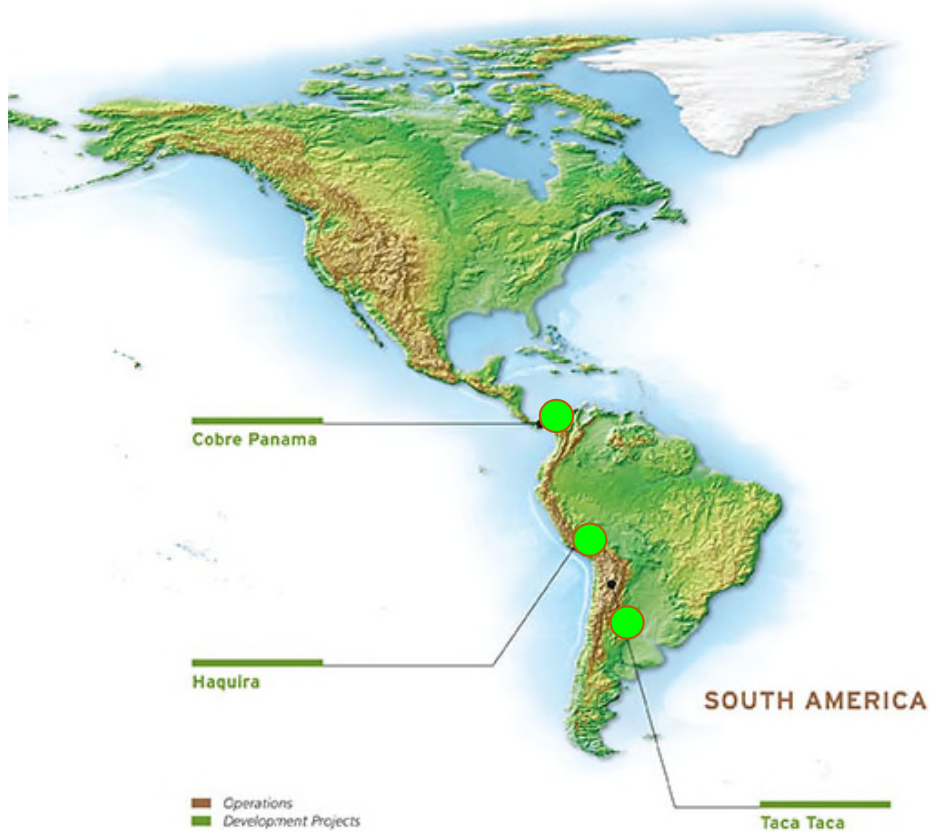 Cobre Panama
Haquira
SOUTH AMERICA
Operations
Development Projects
Taca Taca